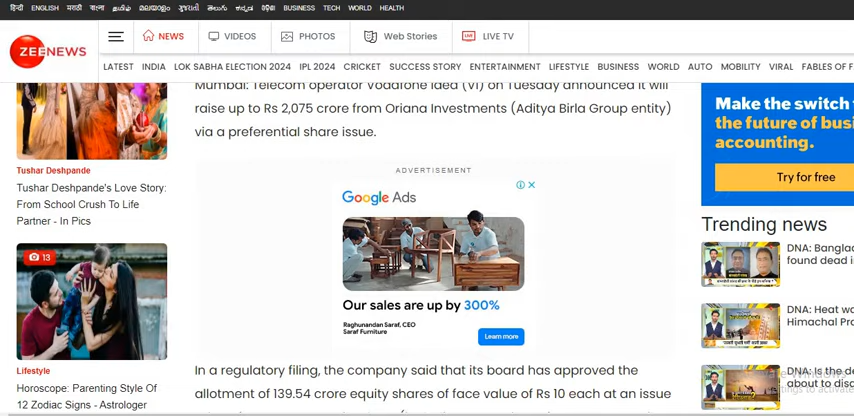 हिन्दी ENGLISH मराठी বাংলা தமிழ் മലയാളം ગુજરાતી తెలుగు ಕನ್ನಡ ଓଡ଼ିଶା BUSINESS TECH WORLD HEALTH
ZEENEWS
NEWS VIDEOS PHOTOS Web Stories LIVE TV
LATEST INDIA LOK SABHA ELECTION 2024 IPL 2024 CRICKET SUCCESS STORY ENTERTAINMENT LIFESTYLE BUSINESS WORLD AUTO MOBILITY VIRAL FABLES OF F
Tushar Deshpande
Tushar Deshpande's Love Story:
From School Crush To Life
Partner - In Pics
13
Lifestyle
Horoscope: Parenting Style Of
12 Zodiac Signs - Astrologer
Mumbai: Telecom operator Vodafone Idea (VI) on Tuesday announced it will
raise up to Rs 2,075 crore from Oriana Investments (Aditya Birla Group entity)
via a preferential share issue.
ADVERTISEMENT
Google Ads
Our sales are up by 300%
Raghunandan Saraf, CEO
Saraf Furniture
Learn more
In a regulatory filing, the company said that its board has approved the
allotment of 139.54 crore equity shares of face value of Rs 10 each at an issue
Make the switch
the future of busi
accounting.
Try for free
Trending news
DNA: Banglad
found dead i
DNA: Heat wa
Himachal Pra
DNA: Is the de
about to disa